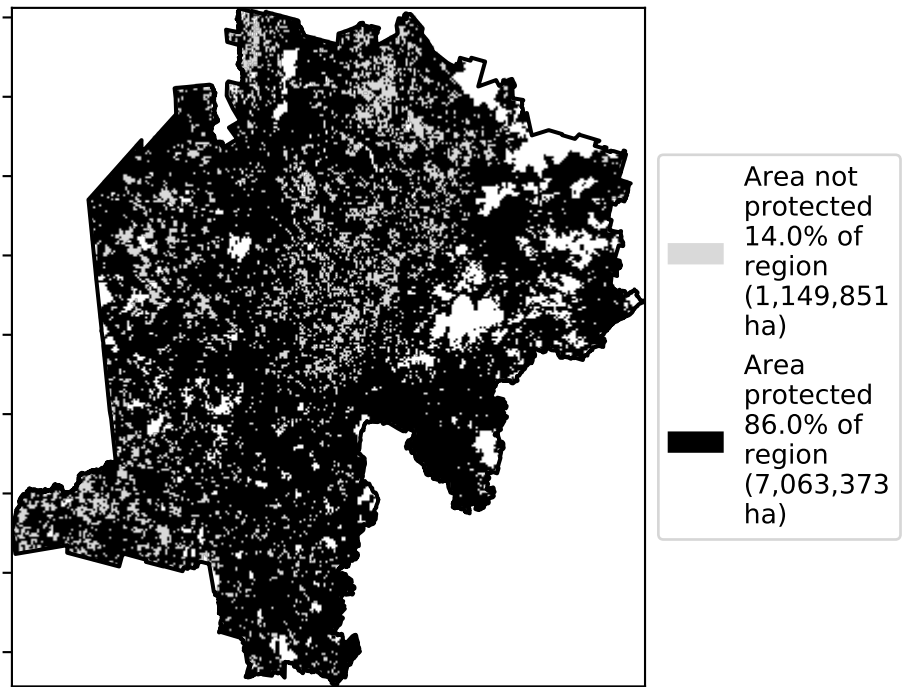 Area not
protected
14.0% of
region
(1,149,851
ha)
Area
protected
86.0% of
region
(7,063,373
ha)